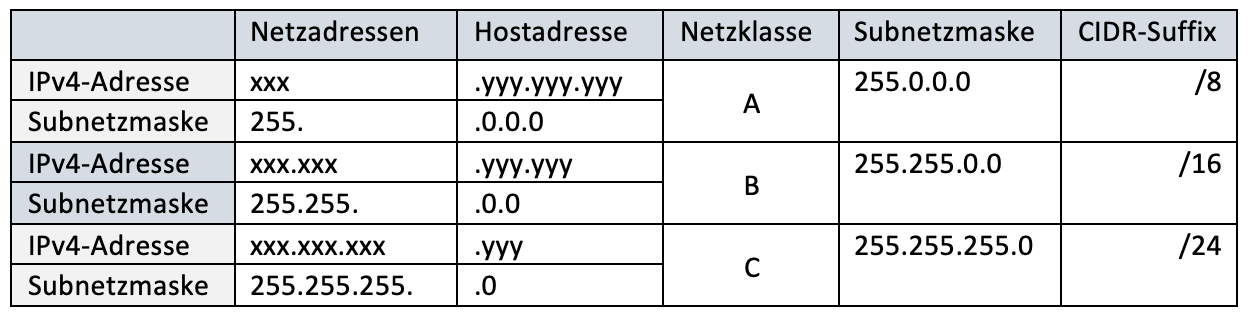 Netzadressen Hostadresse Netzklasse Subnetzmaske CIDR-Suffix
IPv4-Adresse xxx .yyy.yyy.yyy A 255.0.0.0 /8
Subnetzmaske 255. .0.0.0
IPv4-Adresse xxx.xxx .yyy.yyy B 255.255.0.0 /16
Subnetzmaske 255.255. .0.0
IPv4-Adresse xxx.xxx.xxx .yyy C 255.255.255.0 /24
Subnetzmaske 255.255.255. .0